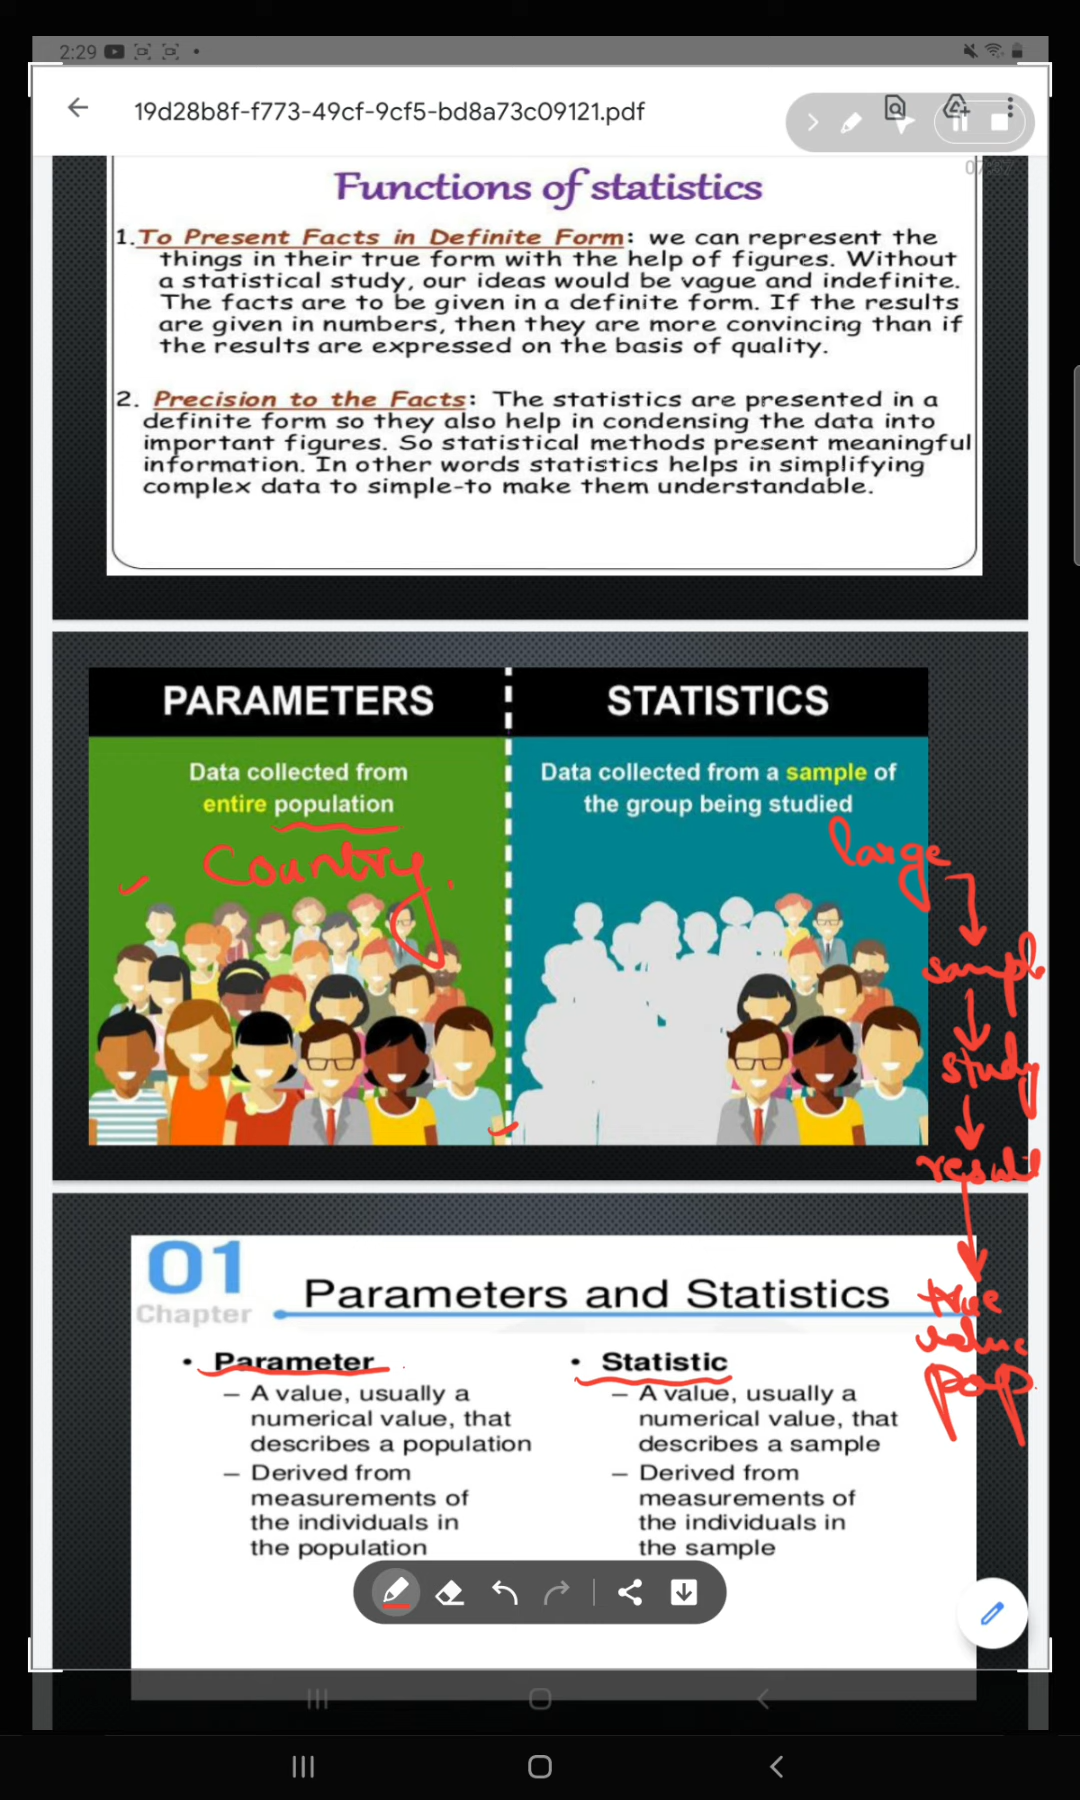 2:29
19d28b8f-f773-49cf-9cf5-bd8a73c09121.pdf
Functions of statistics
1.To Present Facts in Definite Form: we can represent the
things in their true form with the help of figures. Without
a statistical study, our ideas would be vague and indefinite.
The facts are to be given in a definite form. If the results
are given in numbers, then they are more convincing than if
the results are expressed on the basis of quality.
2. Precision to the Facts: The statistics are presented in a
definite form so they also help in condensing the data into
important figures. So statistical methods present meaningful
information. In other words statistics helps in simplifying
complex data to simple-to make them understandable.
PARAMETERS
Data collected from
entire population
Country.
STATISTICS
Data collected from a sample of
the group being studied
large
sample
study
result
true
value
pop.
01
Chapter
Parameters and Statistics
• Parameter
– A value, usually a
numerical value, that
describes a population
– Derived from
measurements of
the individuals in
the population
• Statistic
– A value, usually a
numerical value, that
describes a sample
– Derived from
measurements of
the individuals in
the sample